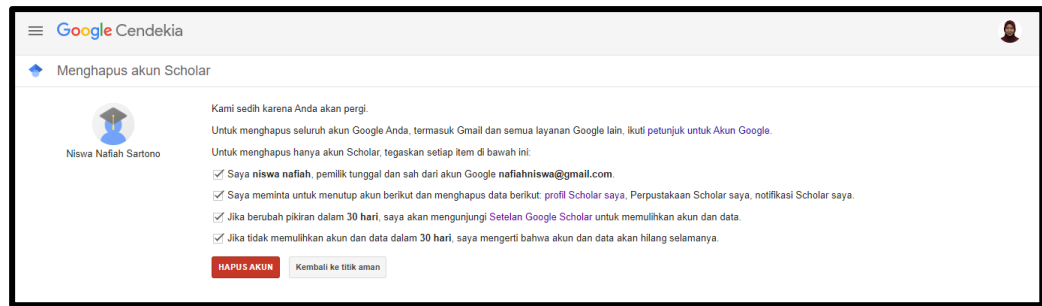 Google Cendekia
Menghapus akun Scholar
Niswa Nafiah Sartono
Kami sedih karena Anda akan pergi.
Untuk menghapus seluruh akun Google Anda, termasuk Gmail dan semua layanan Google lain, ikuti petunjuk untuk Akun Google.
Untuk menghapus hanya akun Scholar, tegaskan setiap item di bawah ini:
Saya niswa nafiah, pemilik tunggal dan sah dari akun Google nafiahniswa@gmail.com.
Saya meminta untuk menutup akun berikut dan menghapus data berikut: profil Scholar saya, Perpustakaan Scholar saya, notifikasi Scholar saya.
Jika berubah pikiran dalam 30 hari, saya akan mengunjungi Setelan Google Scholar untuk memulihkan akun dan data.
Jika tidak memulihkan akun dan data dalam 30 hari, saya mengerti bahwa akun dan data akan hilang selamanya.
HAPUS AKUN
Kembali ke titik aman